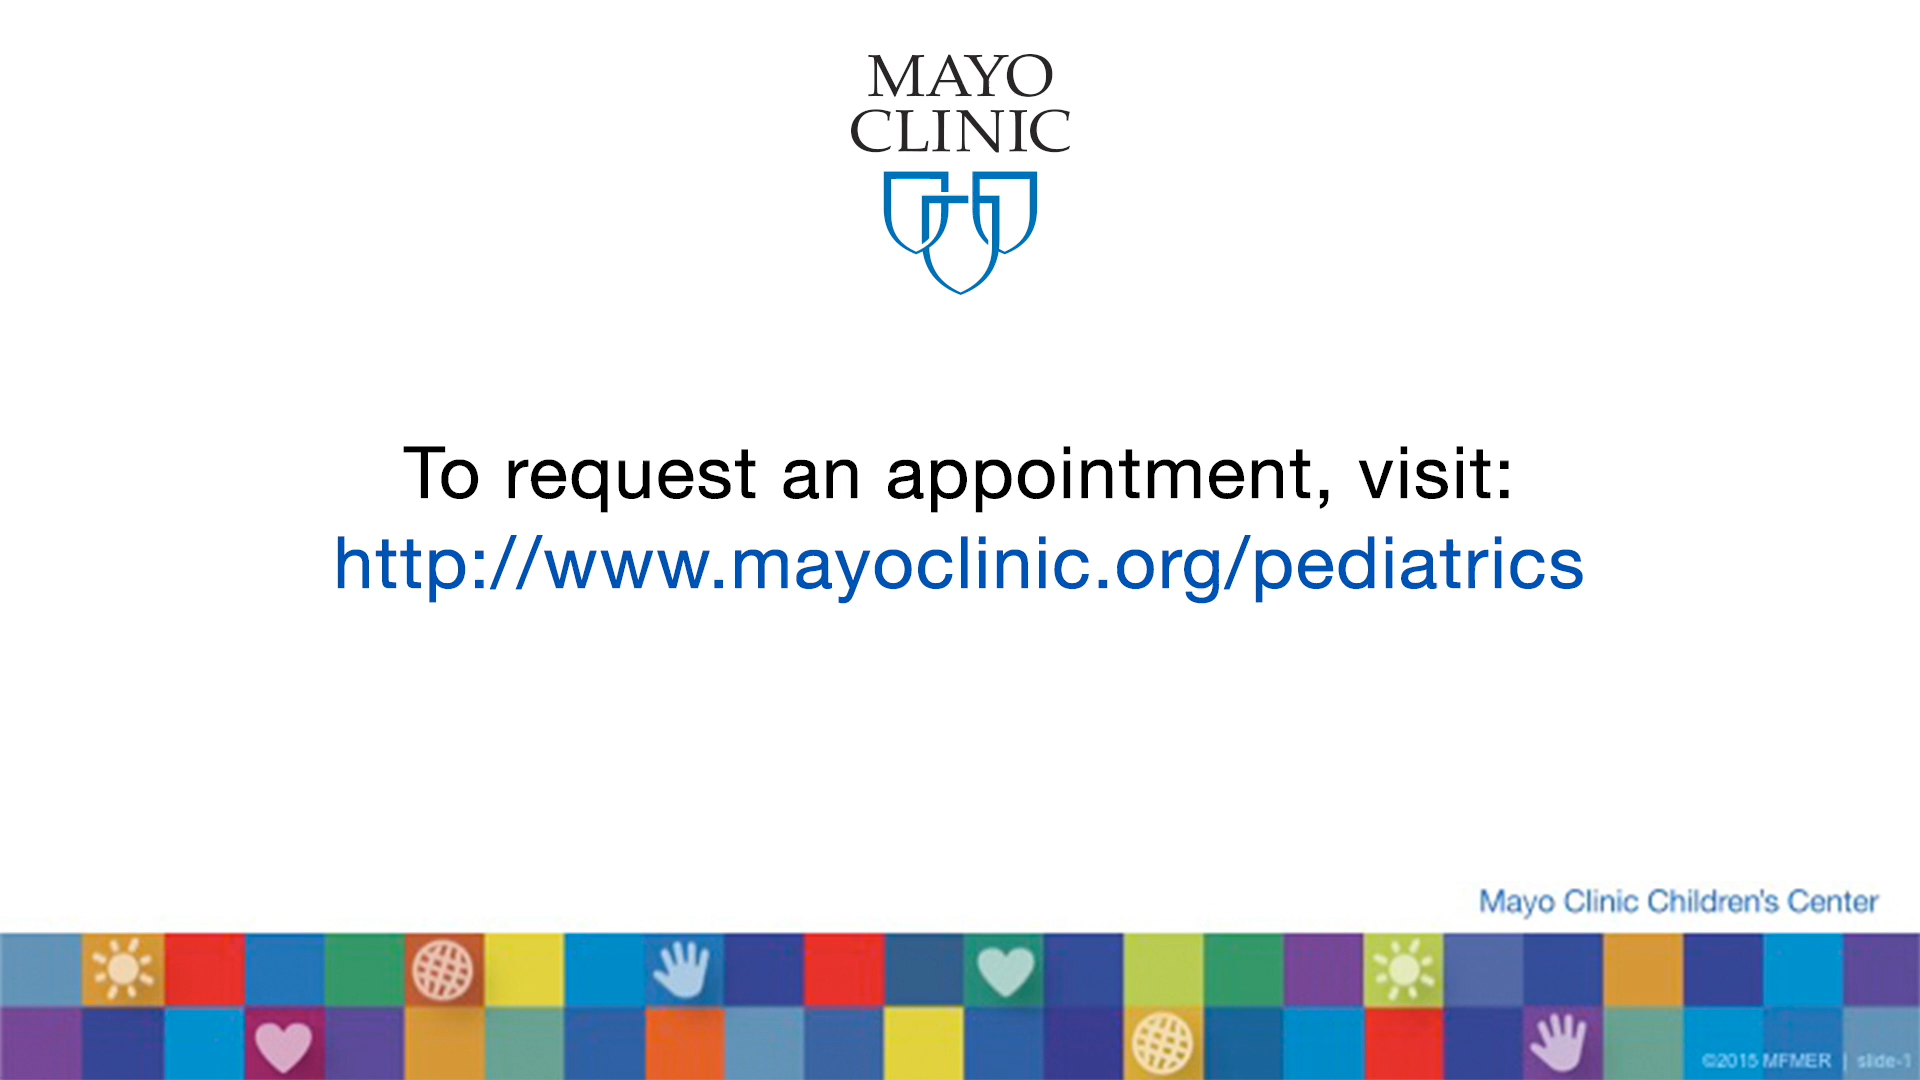 MAYO
CLINIC
To request an appointment, visit:
http://www.mayoclinic.org/pediatrics
Mayo Clinic Children's Center
©2015 MFMER | slide-1